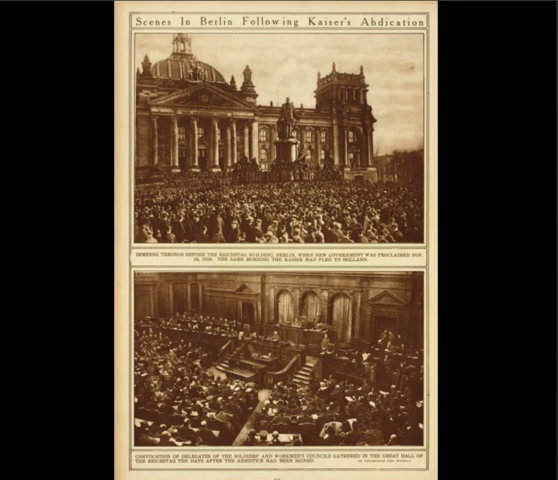 Scenes In Berlin Following Kaiser's Abdication
IMMENSE THRONGS BEFORE THE REICHSTAG BUILDING, BERLIN, WHEN NEW GOVERNMENT WAS PROCLAIMED NOV.
THE SAME MORNING THE KAISER HAD FLED TO HOLLAND.
CONVOCATION OF DELEGATES OF THE SOLDIERS' AND WORKMEN'S COUNCILS GATHERED IN THE GREAT HALL OF
THE REICHSTAG TEN DAYS AFTER THE ARMISTICE HAD BEEN SIGNED.